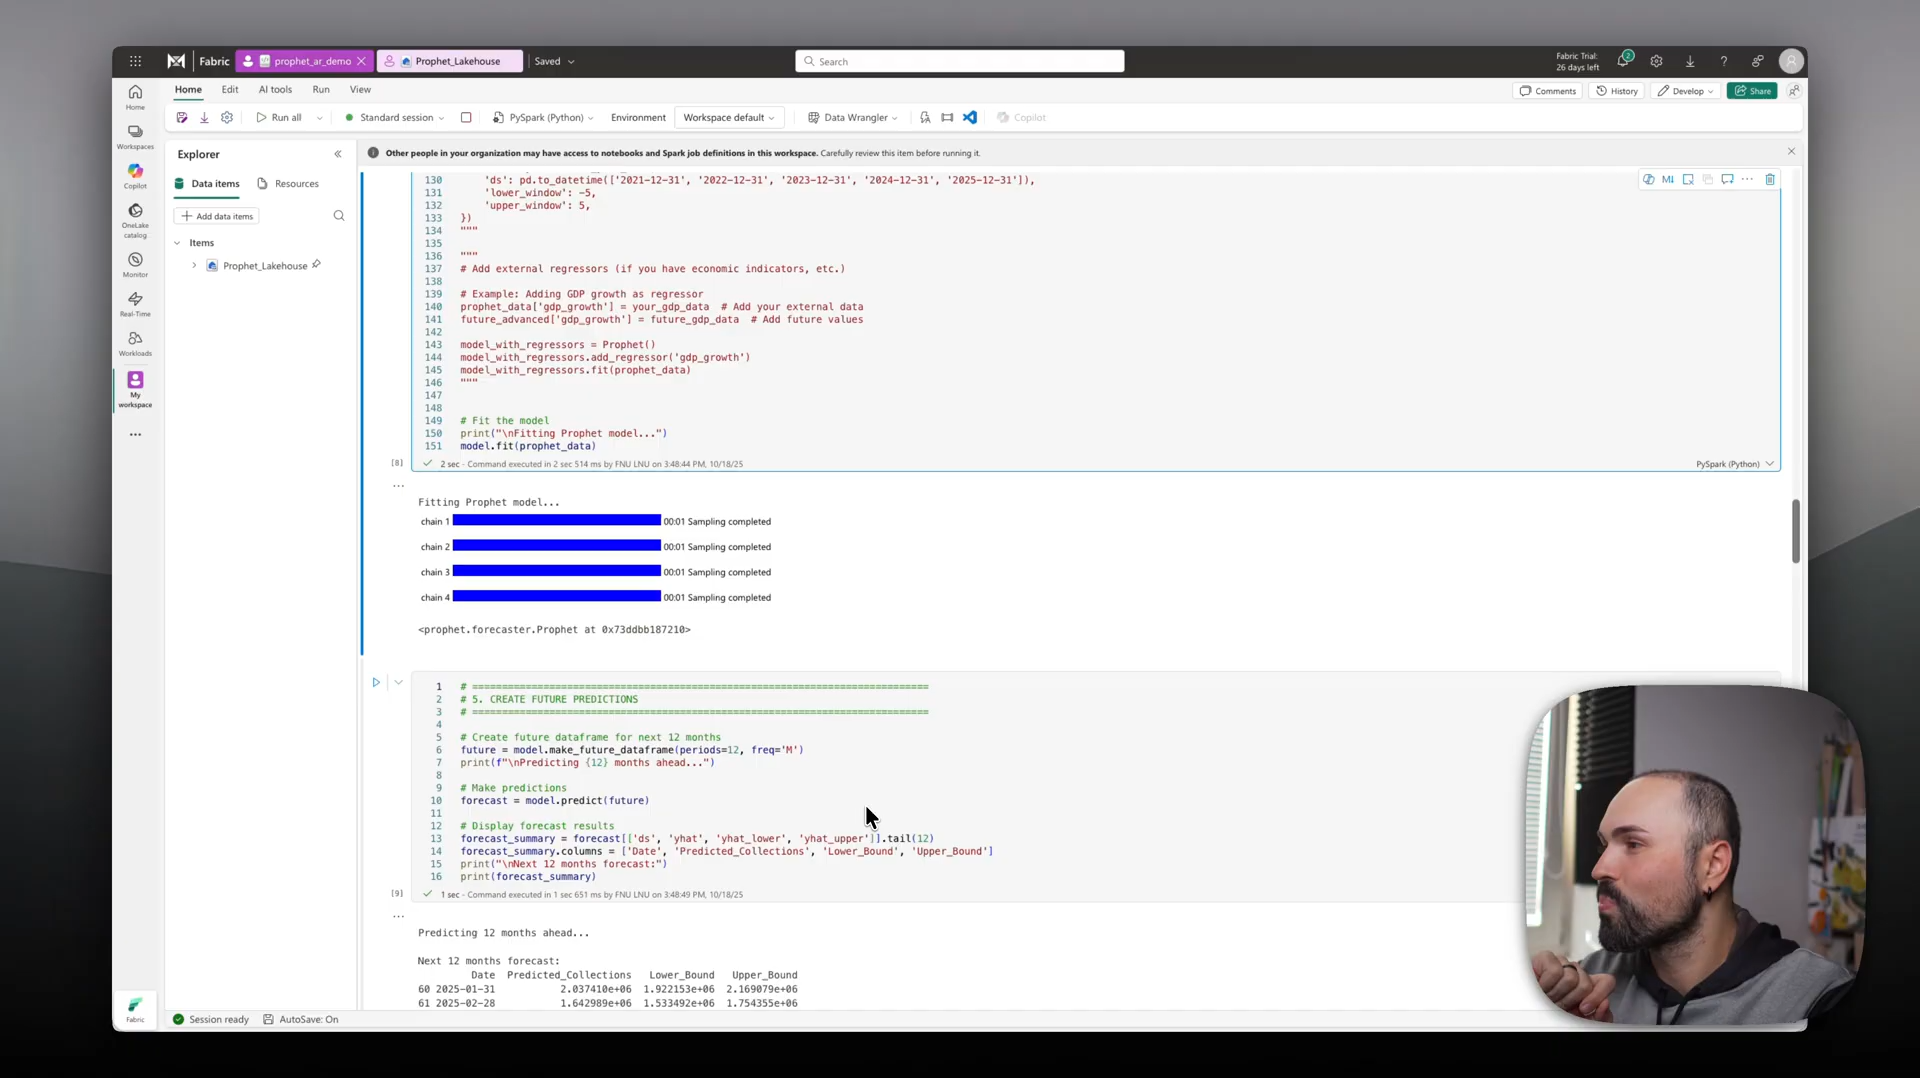 Fabric
prophet_ar_demo
Prophet_Lakehouse
Saved
Search
Fabric Trial:
26 days left
2
?
Home
Edit
AI tools
Run
View
Comments
History
Develop
Share
Run all
Standard session
PySpark (Python)
Environment
Workspace default
Data Wrangler
Copilot
Home
Workspaces
Copilot
OneLake
catalog
Monitor
Real-Time
Workloads
My
workspace
Fabric
Explorer
Data items
Resources
Add data items
Items
Prophet_Lakehouse
Other people in your organization may have access to notebooks and Spark job definitions in this workspace. Carefully review this item before running it.
130 'ds': pd.to_datetime(['2021-12-31', '2022-12-31', '2023-12-31', '2024-12-31', '2025-12-31']),
131 'lower_window': -5,
132 'upper_window': 5,
133 })
134 """
135
136 """
137 # Add external regressors (if you have economic indicators, etc.)
138
139 # Example: Adding GDP growth as regressor
140 prophet_data['gdp_growth'] = your_gdp_data # Add your external data
141 future_advanced['gdp_growth'] = future_gdp_data # Add future values
142
143 model_with_regressors = Prophet()
144 model_with_regressors.add_regressor('gdp_growth')
145 model_with_regressors.fit(prophet_data)
146 """
147
148
149 # Fit the model
150 print("\nFitting Prophet model...")
151 model.fit(prophet_data)
[8] 2 sec - Command executed in 2 sec 514 ms by FNU LNU on 3:48:44 PM, 10/18/25
PySpark (Python)
Fitting Prophet model...
chain 1 00:01 Sampling completed
chain 2 00:01 Sampling completed
chain 3 00:01 Sampling completed
chain 4 00:01 Sampling completed
<prophet.forecaster.Prophet at 0x73ddbb187210>
1 # ==============================================================================
2 # 5. CREATE FUTURE PREDICTIONS
3 # ==============================================================================
4
5 # Create future dataframe for next 12 months
6 future = model.make_future_dataframe(periods=12, freq='M')
7 print(f"\nPredicting {12} months ahead...")
8
9 # Make predictions
10 forecast = model.predict(future)
11
12 # Display forecast results
13 forecast_summary = forecast[['ds', 'yhat', 'yhat_lower', 'yhat_upper']].tail(12)
14 forecast_summary.columns = ['Date', 'Predicted_Collections', 'Lower_Bound', 'Upper_Bound']
15 print("\nNext 12 months forecast:")
16 print(forecast_summary)
[9] 1 sec - Command executed in 1 sec 651 ms by FNU LNU on 3:48:49 PM, 10/18/25
Predicting 12 months ahead...
Next 12 months forecast:
Date Predicted_Collections Lower_Bound Upper_Bound
60 2025-01-31 2.037410e+06 1.922153e+06 2.169079e+06
61 2025-02-28 1.642989e+06 1.533492e+06 1.754355e+06
Session ready
AutoSave: On